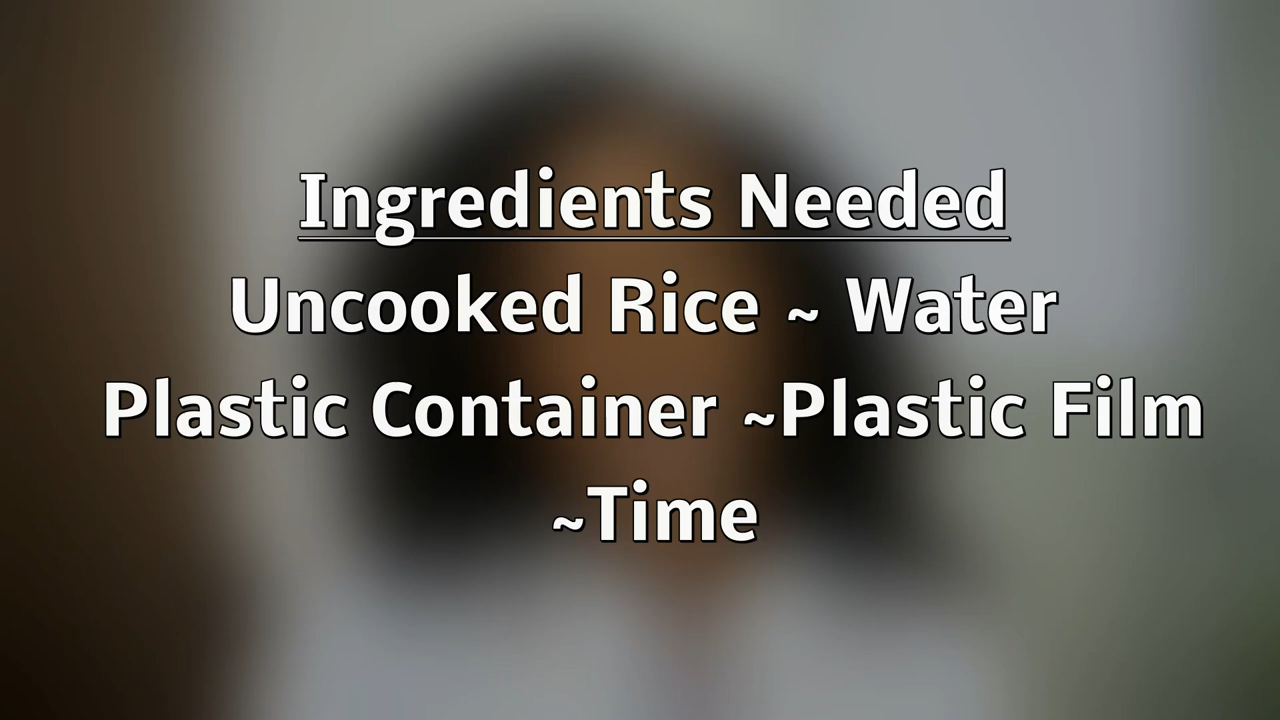 Ingredients Needed
Uncooked Rice ~ Water
Plastic Container ~Plastic Film
~Time